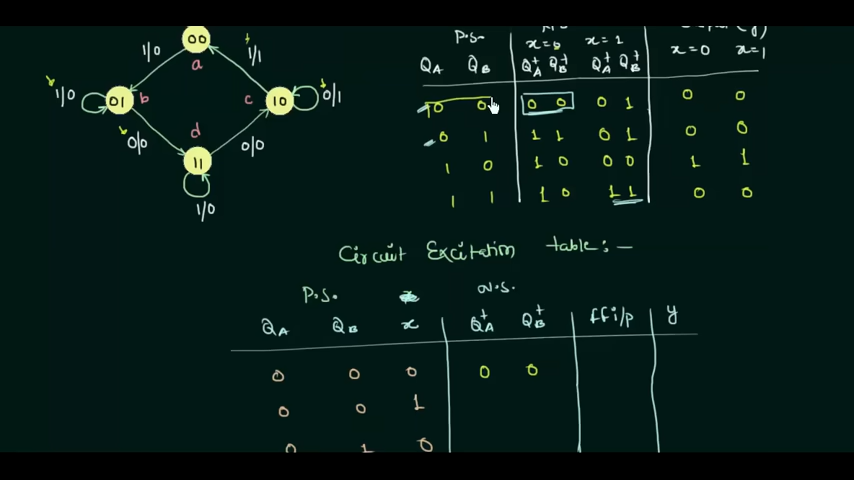 00
1/0
1/1
a
1/0
01
b
c
10
0/1
d
0/0
11
0/0
1/0
P.S.
x=0 x=1
x=0 x=1
QA QB QA+ QB+ QA+ QB+
0 0 0 0 0 1 0 0
0 1 1 1 0 1 0 0
1 0 1 0 0 0 1 1
1 1 1 0 1 1 0 0
Circuit Excitation table:-
P.S. N.S.
QA QB x QA+ QB+ ffi/p y
0 0 0 0 0
0 0 1
0 1 0